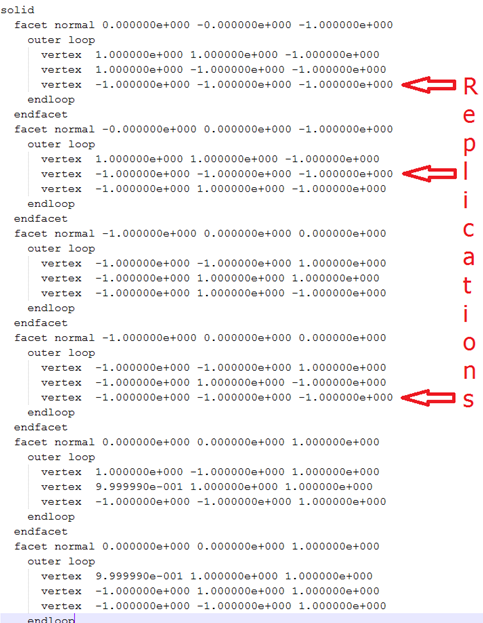 solid
facet normal 0.000000e+000 -0.000000e+000 -1.000000e+000
outer loop
vertex 1.000000e+000 1.000000e+000 -1.000000e+000
vertex 1.000000e+000 -1.000000e+000 -1.000000e+000
vertex -1.000000e+000 -1.000000e+000 -1.000000e+000
endloop
endfacet
facet normal -0.000000e+000 0.000000e+000 -1.000000e+000
outer loop
vertex 1.000000e+000 1.000000e+000 -1.000000e+000
vertex -1.000000e+000 -1.000000e+000 -1.000000e+000
vertex -1.000000e+000 1.000000e+000 -1.000000e+000
endloop
endfacet
facet normal -1.000000e+000 0.000000e+000 0.000000e+000
outer loop
vertex -1.000000e+000 -1.000000e+000 1.000000e+000
vertex -1.000000e+000 1.000000e+000 1.000000e+000
vertex -1.000000e+000 1.000000e+000 -1.000000e+000
endloop
endfacet
facet normal -1.000000e+000 0.000000e+000 0.000000e+000
outer loop
vertex -1.000000e+000 -1.000000e+000 1.000000e+000
vertex -1.000000e+000 1.000000e+000 -1.000000e+000
vertex -1.000000e+000 -1.000000e+000 -1.000000e+000
endloop
endfacet
facet normal 0.000000e+000 0.000000e+000 1.000000e+000
outer loop
vertex 1.000000e+000 -1.000000e+000 1.000000e+000
vertex 9.999990e-001 1.000000e+000 1.000000e+000
vertex -1.000000e+000 -1.000000e+000 1.000000e+000
endloop
endfacet
facet normal 0.000000e+000 0.000000e+000 1.000000e+000
outer loop
vertex 9.999990e-001 1.000000e+000 1.000000e+000
vertex -1.000000e+000 1.000000e+000 1.000000e+000
vertex -1.000000e+000 -1.000000e+000 1.000000e+000
endloop
Replications